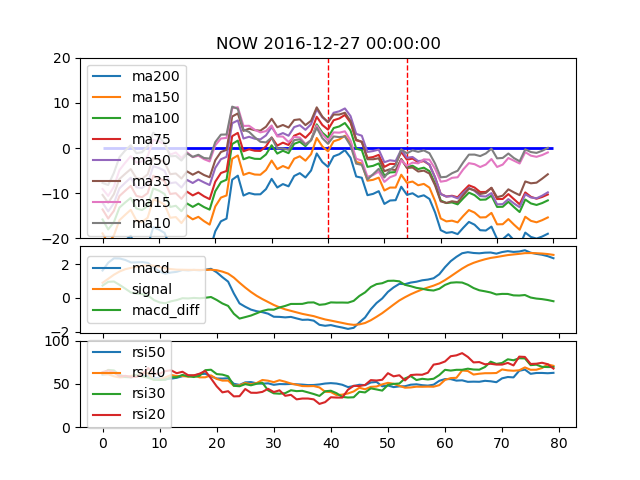 NOW 2016-12-27 00:00:00
20
10
0
−10
−20
ma200
ma150
ma100
ma75
ma50
ma35
ma15
ma10
2
0
−2
macd
signal
macd_diff
100
50
0
rsi50
rsi40
rsi30
rsi20
0 10 20 30 40 50 60 70 80